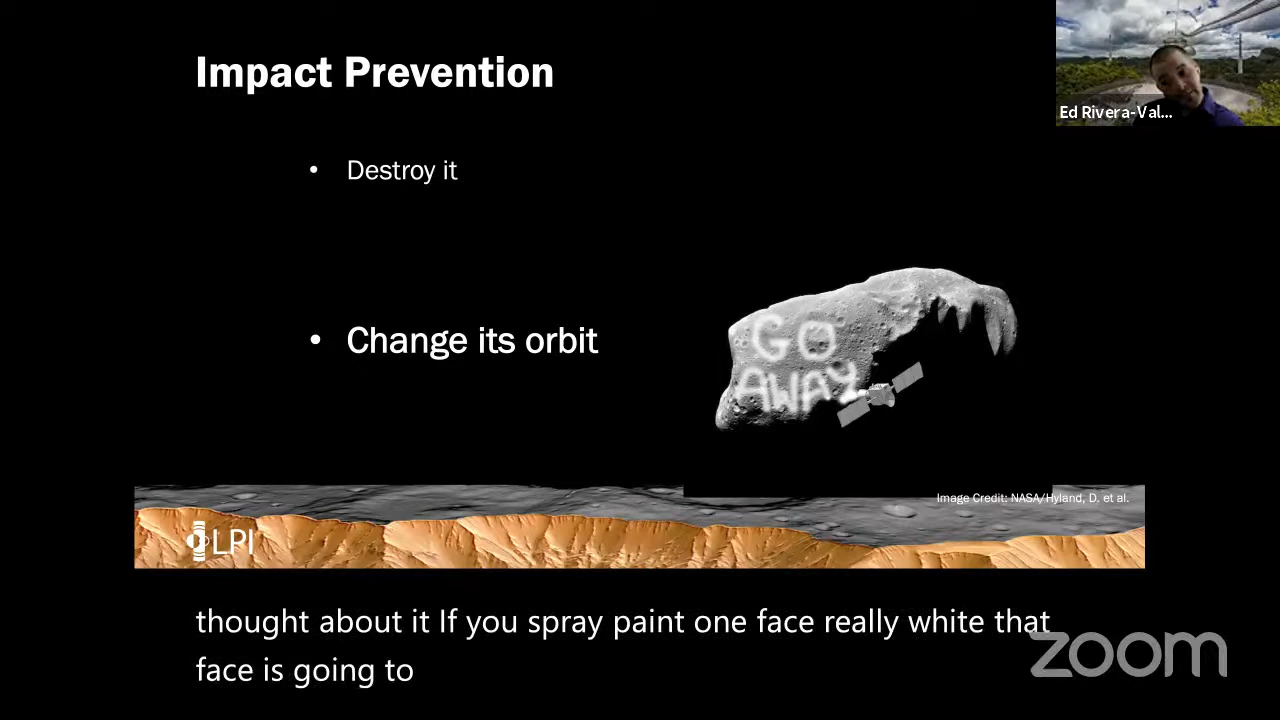 Impact Prevention
Ed Rivera-Val...
• Destroy it
• Change its orbit
GO
AWAY
Image Credit: NASA/Hyland, D. et al.
LPI
thought about it If you spray paint one face really white that
face is going to
zoom